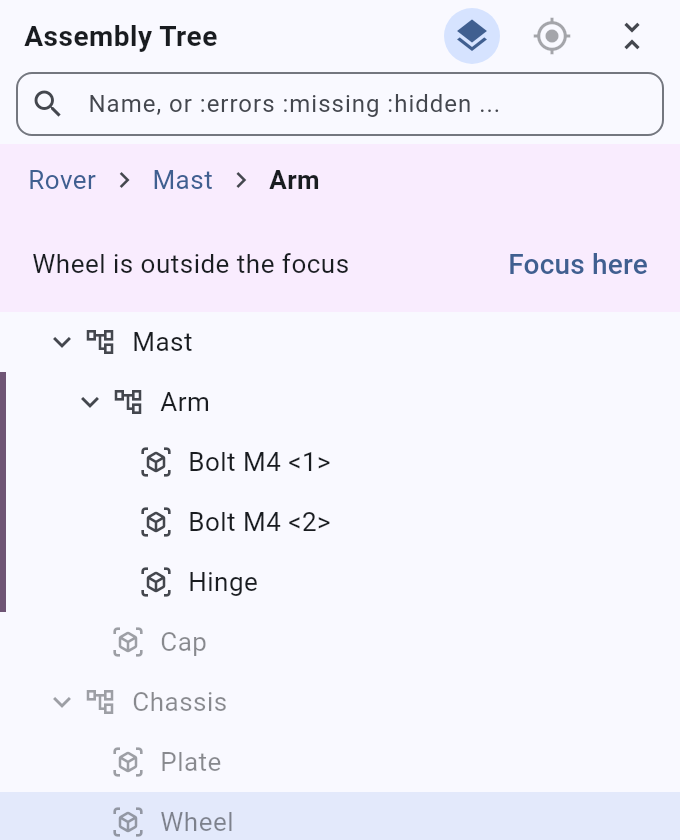 Assembly Tree
Name, or :errors :missing :hidden ...
Rover > Mast > Arm
Wheel is outside the focus Focus here
Mast
Arm
Bolt M4 <1>
Bolt M4 <2>
Hinge
Cap
Chassis
Plate
Wheel